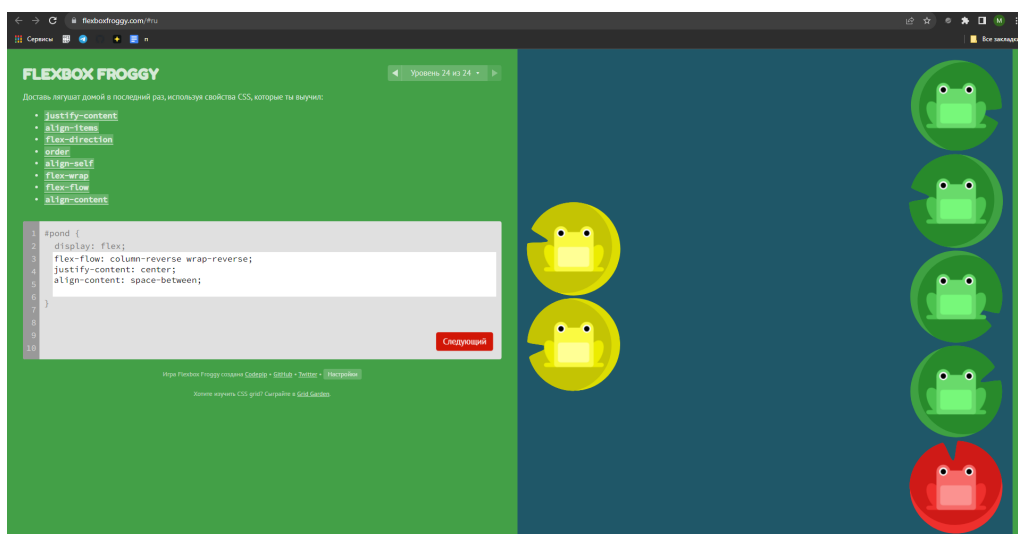 flexboxfroggy.com/#ru
M
Сервисы
n
Все закладки
FLEXBOX FROGGY
Уровень 24 из 24
Доставь лягушат домой в последний раз, используя свойства CSS, которые ты выучил:
justify-content
align-items
flex-direction
order
align-self
flex-wrap
flex-flow
align-content
1 #pond {
2 display: flex;
3 flex-flow: column-reverse wrap-reverse;
4 justify-content: center;
5 align-content: space-between;
6
7 }
8
9
10
Следующий
Игра Flexbox Froggy создана Codepip • GitHub • Twitter • Настройки
Хотите изучить CSS grid? Сыграйте в Grid Garden.